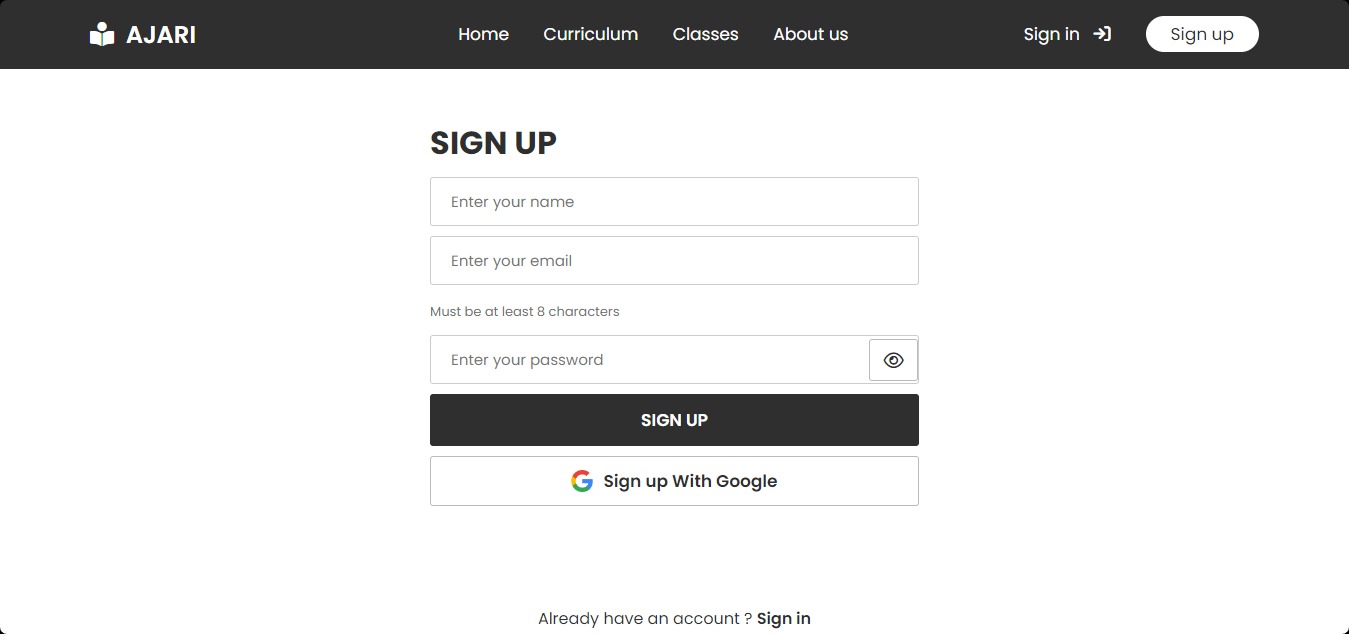 AJARI
Home Curriculum Classes About us Sign in Sign up
SIGN UP
Enter your name
Enter your email
Must be at least 8 characters
Enter your password
SIGN UP
Sign up With Google
Already have an account ? Sign in